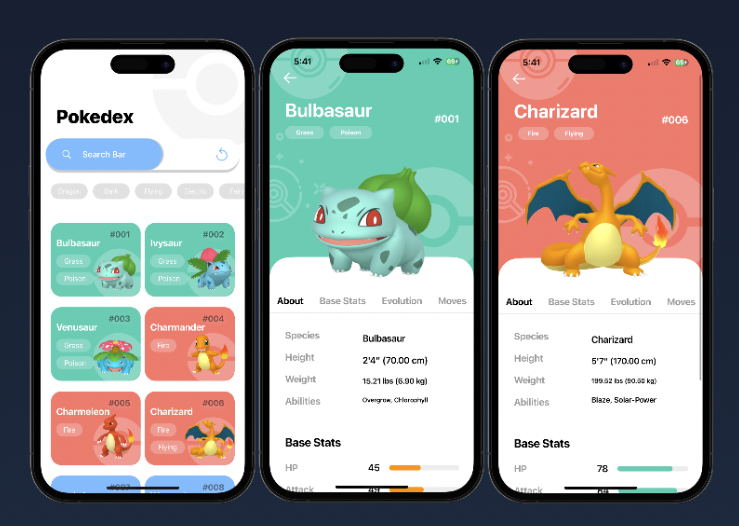 Pokedex
Search Bar
Dragon Dark Flying Electric
#001
Bulbasaur
Grass
Poison
#002
Ivysaur
Grass
Poison
#003
Venusaur
Grass
Poison
#004
Charmander
Fire
#005
Charmeleon
Fire
#006
Charizard
Fire
Flying
#007
#008
5:41
69
Bulbasaur
#001
Grass Poison
About Base Stats Evolution Moves
Species Bulbasaur
Height 2'4" (70.00 cm)
Weight 15.21 lbs (6.90 kg)
Abilities Overgrow, Chlorophyll
Base Stats
HP 45
Attack 49
5:41
69
Charizard
#006
Fire Flying
About Base Stats Evolution Moves
Species Charizard
Height 5'7" (170.00 cm)
Weight 199.52 lbs (90.50 kg)
Abilities Blaze, Solar-Power
Base Stats
HP 78
Attack 84